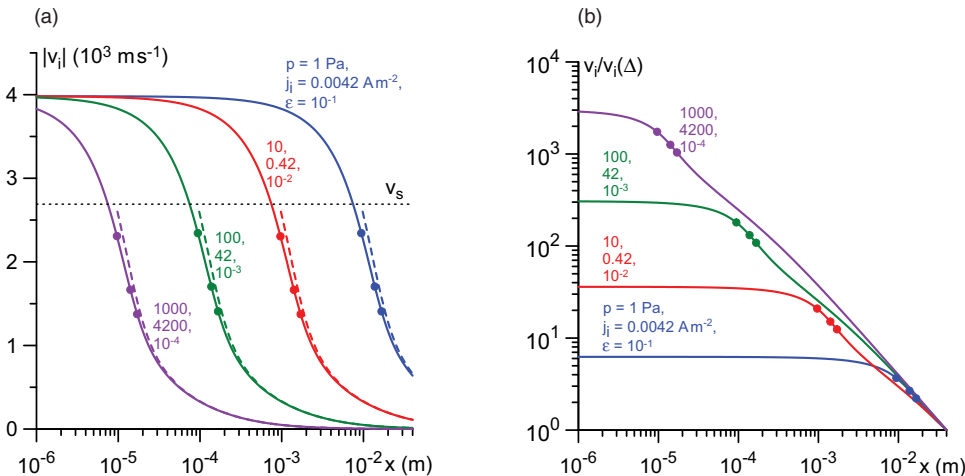 (a)
|vᵢ| (10³ ms⁻¹)
4
3
2
1
0
p = 1 Pa,
jᵢ = 0.0042 Am⁻²,
ε = 10⁻¹
10,
0.42,
10⁻²
vₛ
100,
42,
10⁻³
1000,
4200,
10⁻⁴
10⁻⁶
10⁻⁵
10⁻⁴
10⁻³
10⁻²
x (m)
(b)
vᵢ/vᵢ(Δ)
10⁴
10³
10²
10¹
10⁰
1000,
4200,
10⁻⁴
100,
42,
10⁻³
10,
0.42,
10⁻²
p = 1 Pa,
jᵢ = 0.0042 Am⁻²,
ε = 10⁻¹
10⁻⁶
10⁻⁵
10⁻⁴
10⁻³
10⁻²
x (m)